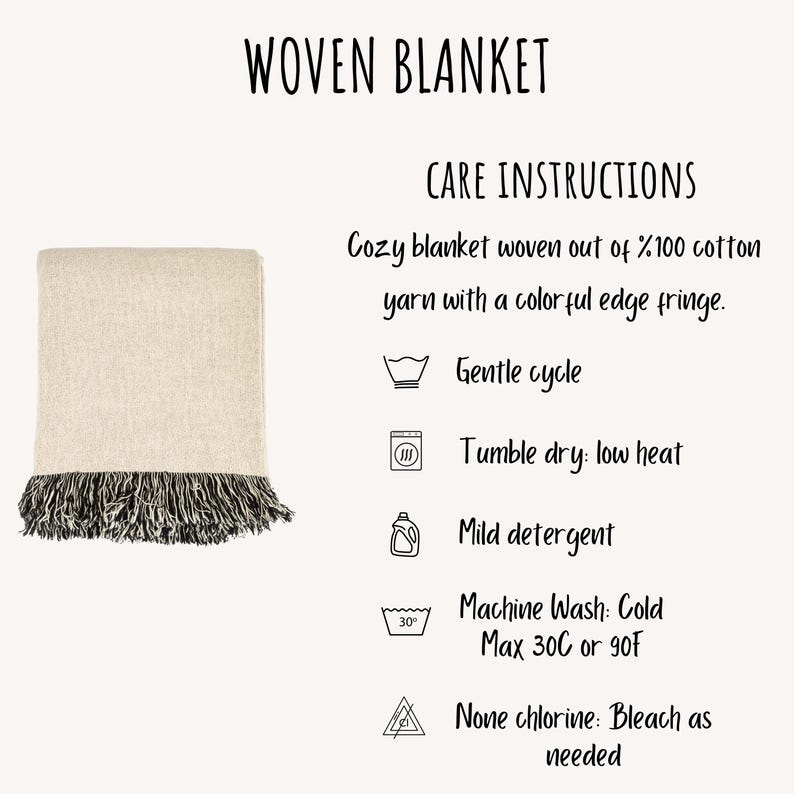 WOVEN BLANKET
CARE INSTRUCTIONS
Cozy blanket woven out of %100 cotton
yarn with a colorful edge fringe.
Gentle cycle
Tumble dry: low heat
Mild detergent
30°
Machine Wash: Cold
Max 30C or 90F
Cl
None chlorine: Bleach as
needed